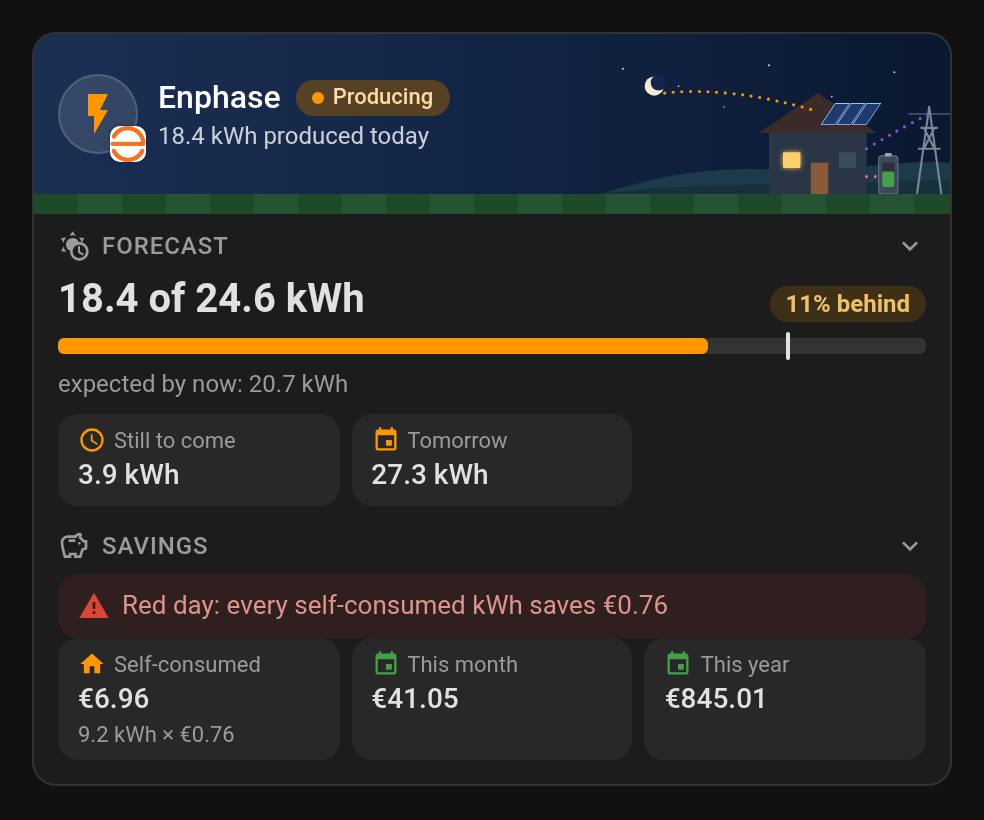 Enphase
Producing
18.4 kWh produced today
FORECAST
18.4 of 24.6 kWh
11% behind
expected by now: 20.7 kWh
Still to come
3.9 kWh
Tomorrow
27.3 kWh
SAVINGS
Red day: every self-consumed kWh saves €0.76
Self-consumed
€6.96
9.2 kWh × €0.76
This month
€41.05
This year
€845.01